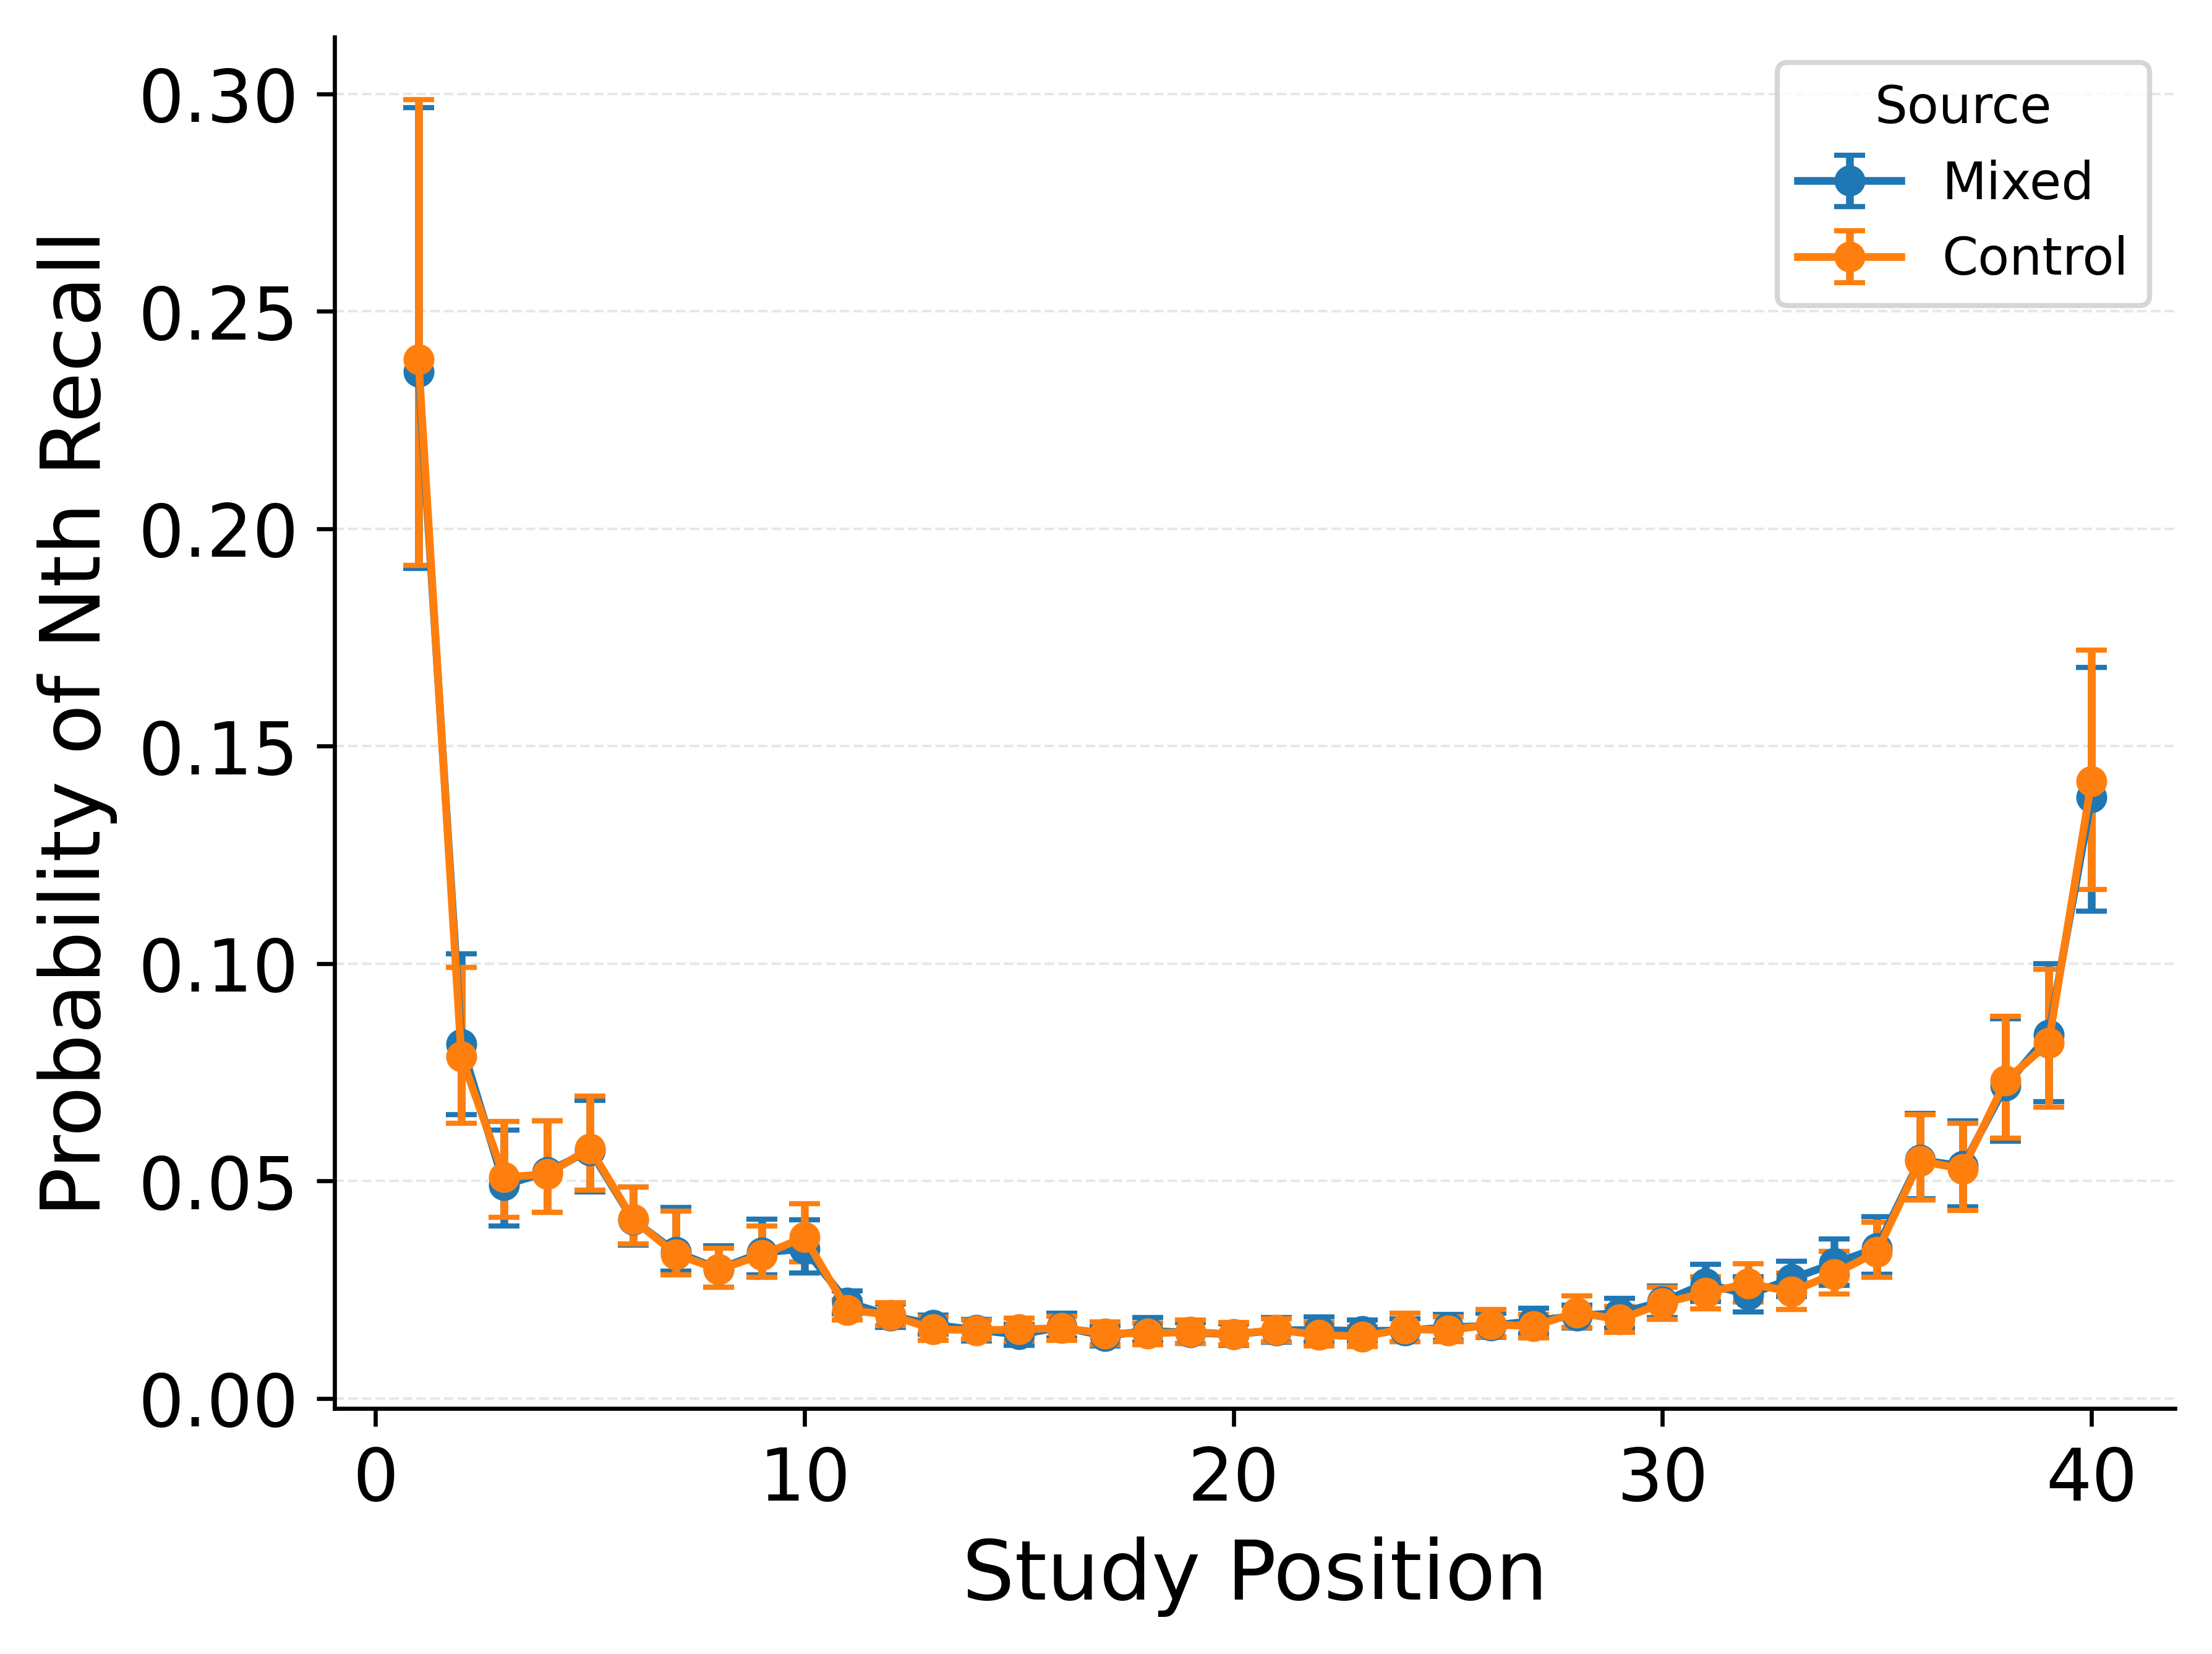 Probability of Nth Recall
0.30
0.25
0.20
0.15
0.10
0.05
0.00
0
10
20
30
40
Study Position
Source
Mixed
Control